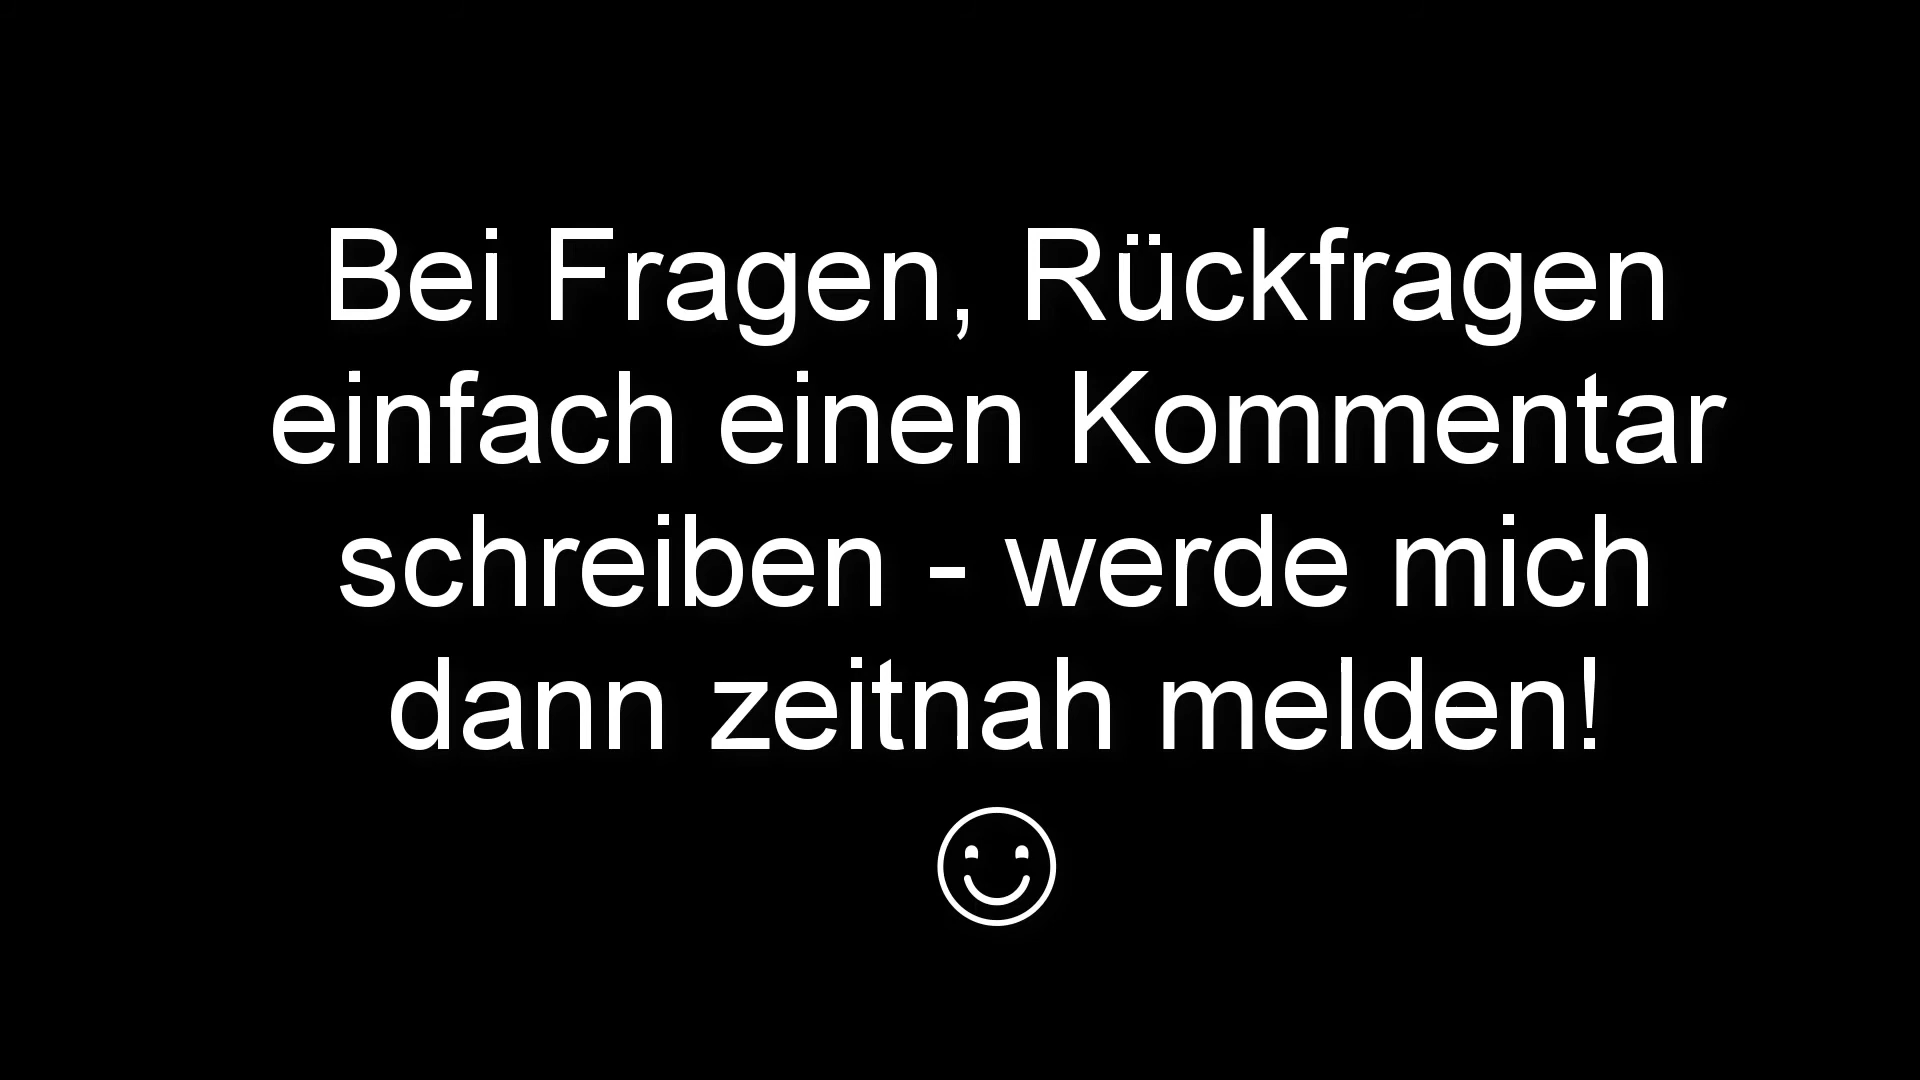 Bei Fragen, Rückfragen
einfach einen Kommentar
schreiben - werde mich
dann zeitnah melden!
☺